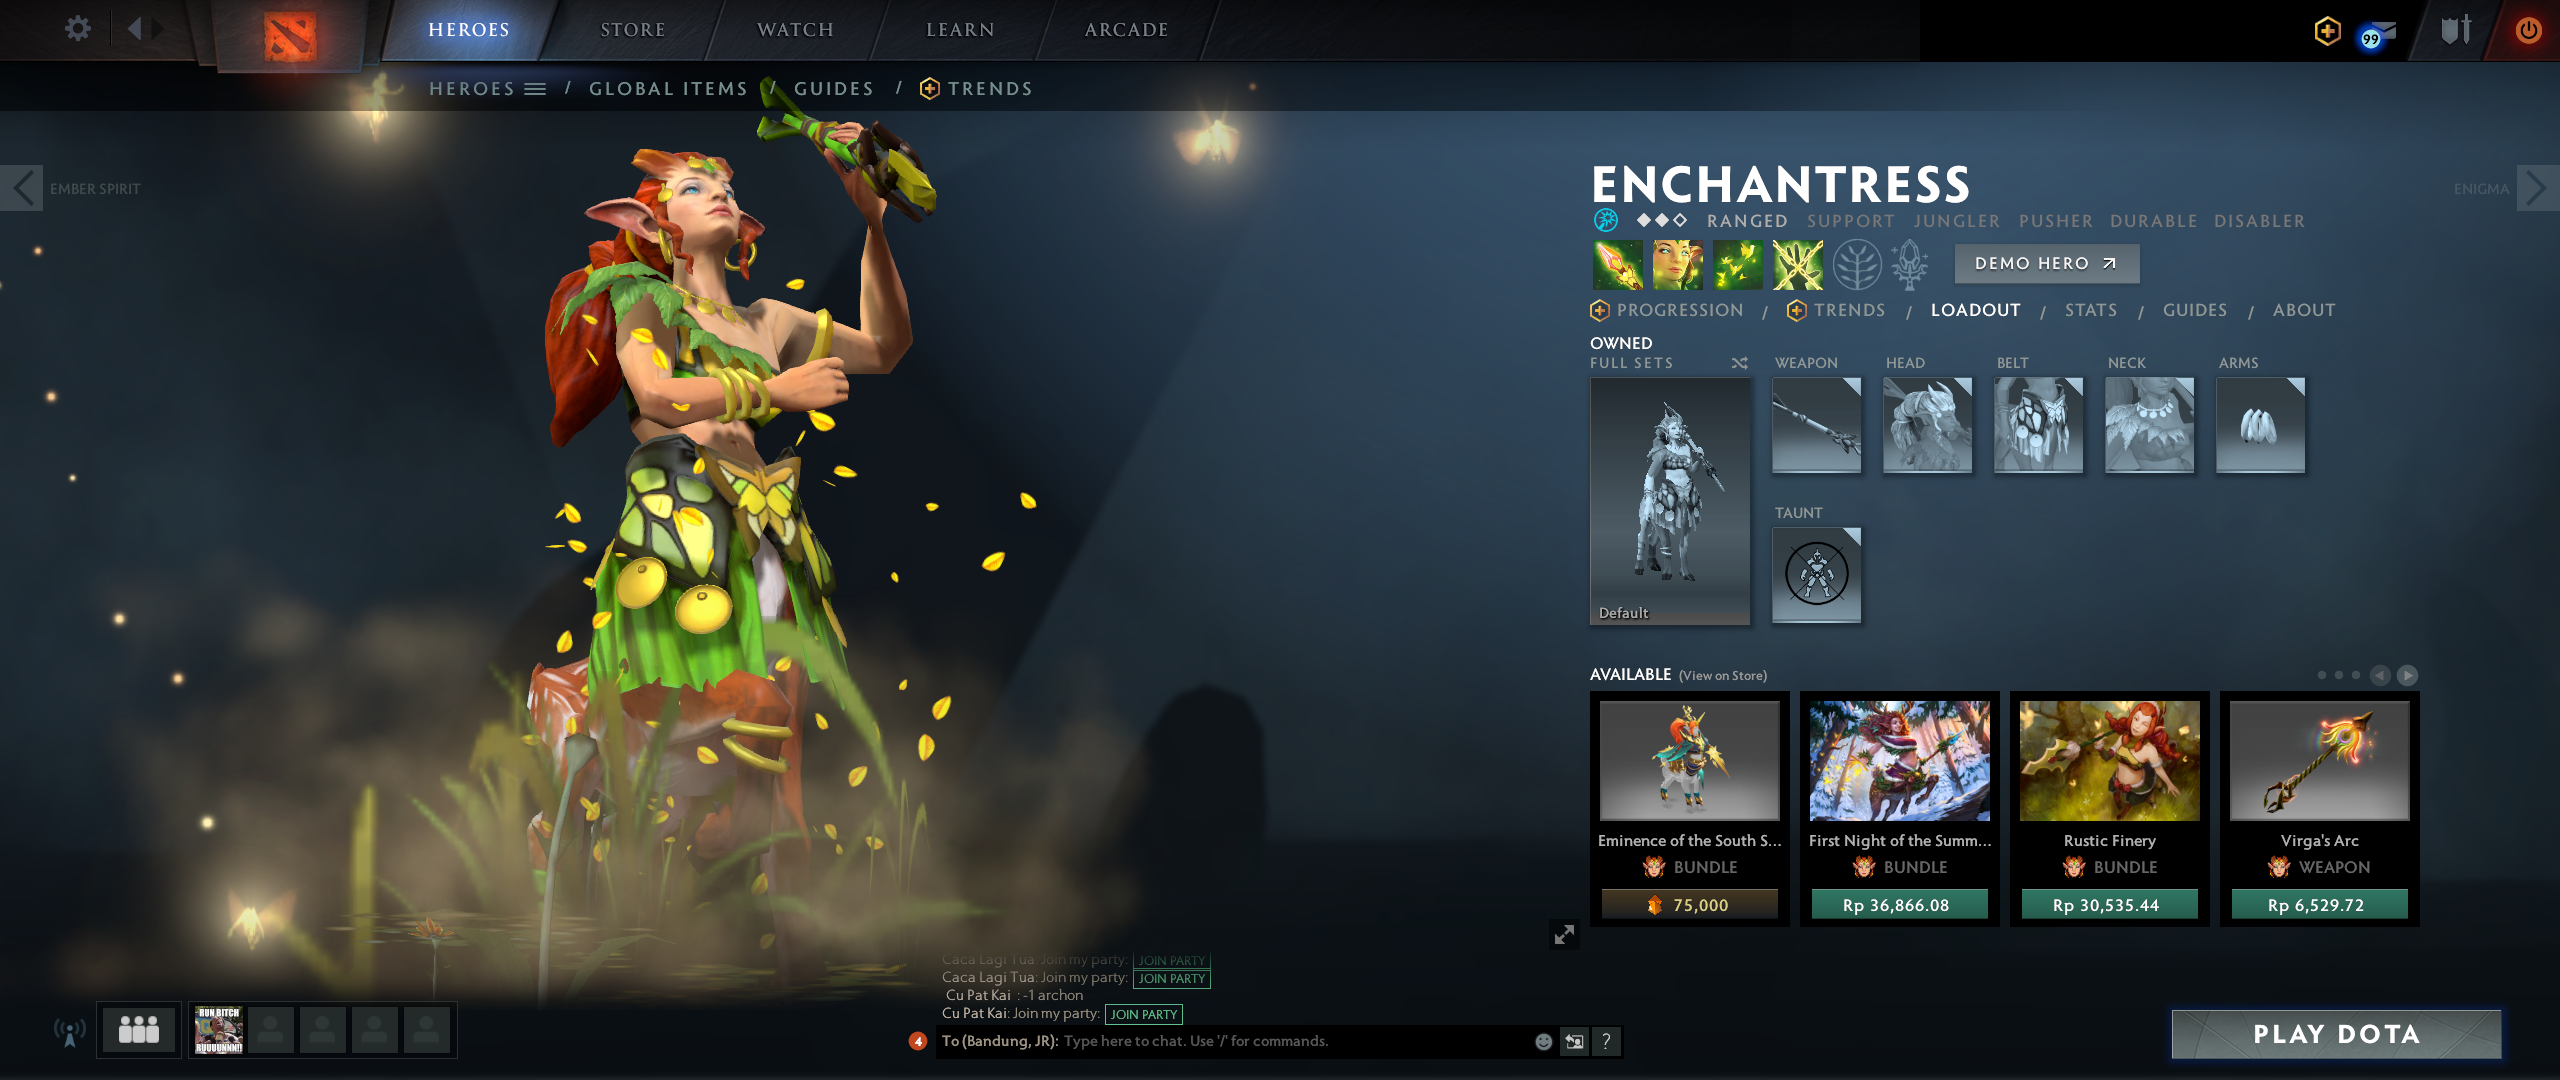 HEROES
STORE
WATCH
LEARN
ARCADE
99
HEROES / GLOBAL ITEMS / GUIDES / TRENDS
EMBER SPIRIT
ENIGMA
ENCHANTRESS
RANGED SUPPORT JUNGLER PUSHER DURABLE DISABLER
DEMO HERO
PROGRESSION / TRENDS / LOADOUT / STATS / GUIDES / ABOUT
OWNED
FULL SETS
WEAPON
HEAD
BELT
NECK
ARMS
Default
TAUNT
AVAILABLE (View on Store)
Eminence of the South S...
BUNDLE
75,000
First Night of the Summ...
BUNDLE
Rp 36,866.08
Rustic Finery
BUNDLE
Rp 30,535.44
Virga's Arc
WEAPON
Rp 6,529.72
Caca Lagi Tua: Join my party: JOIN PARTY
Caca Lagi Tua: Join my party: JOIN PARTY
Cu Pat Kai : -1 archon
Cu Pat Kai: Join my party: JOIN PARTY
4
To (Bandung, JR): Type here to chat. Use '/' for commands.
?
RUN BITCH
RUUUUNNN!!
PLAY DOTA